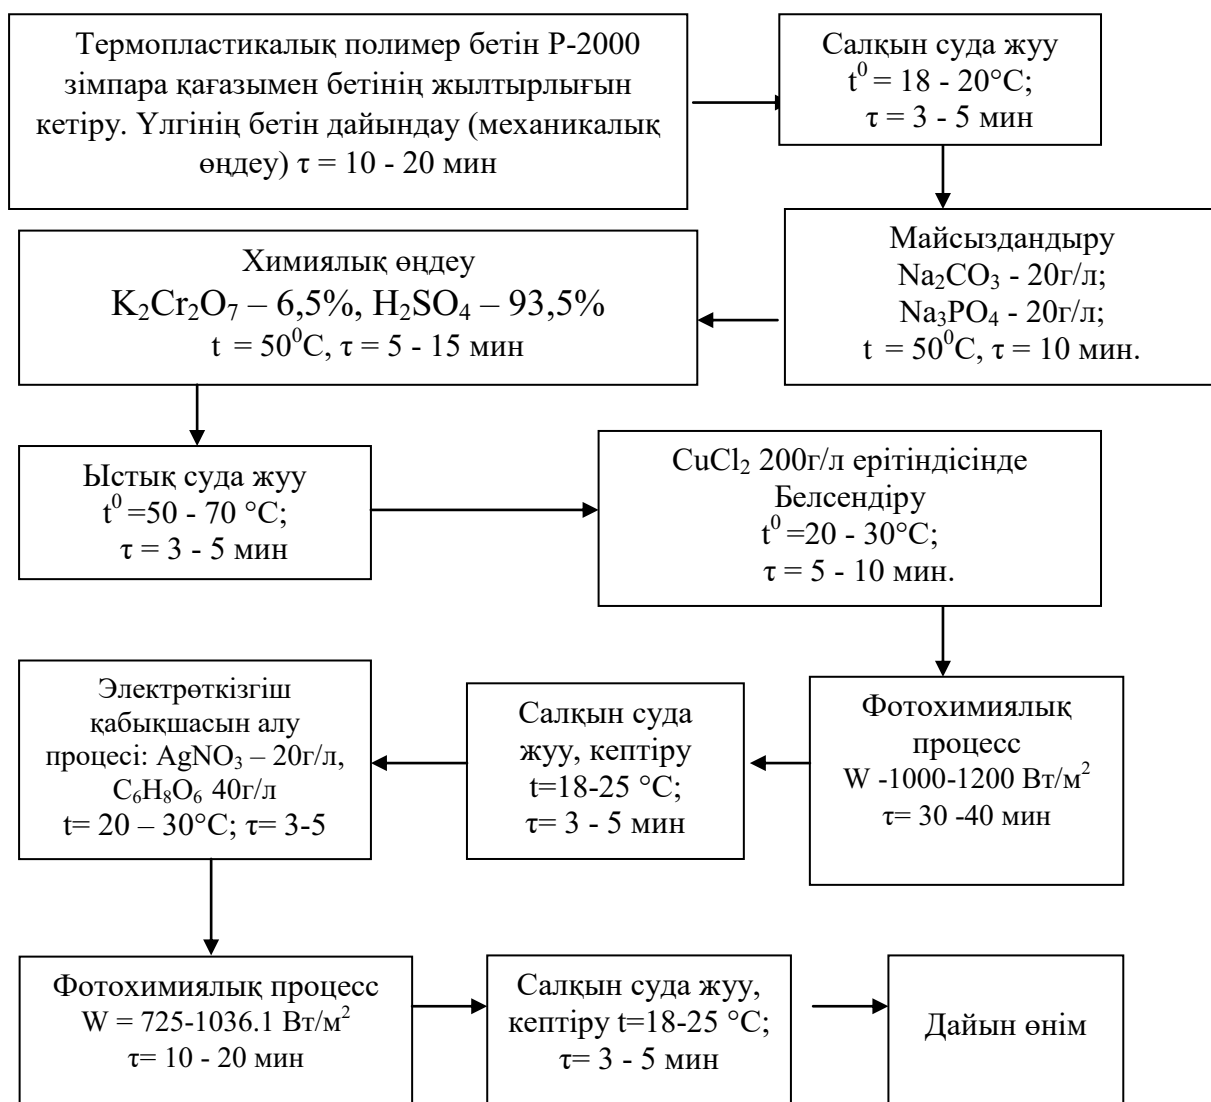 Термопластикалық полимер бетін Р-2000
зімпара қағазымен бетінің жылтырлығын
кетіру. Үлгінің бетін дайындау (механикалық
өңдеу) τ = 10 - 20 мин
Салқын суда жуу
t⁰ = 18 - 20°C;
τ = 3 - 5 мин
Майсыздандыру
Na₂CO₃ - 20г/л;
Na₃PO₄ - 20г/л;
t = 50⁰C, τ = 10 мин.
Химиялық өңдеу
K₂Cr₂O₇ – 6,5%, H₂SO₄ – 93,5%
t = 50⁰C, τ = 5 - 15 мин
Ыстық суда жуу
t⁰ =50 - 70 °C;
τ = 3 - 5 мин
CuCl₂ 200г/л ерітіндісінде
Белсендіру
t⁰ =20 - 30°C;
τ = 5 - 10 мин.
Фотохимиялық
процесс
W -1000-1200 Вт/м²
τ= 30 -40 мин
Салқын суда
жуу, кептіру
t=18-25 °C;
τ= 3 - 5 мин
Электрөткізгіш
қабықшасын алу
процесі: AgNO₃ – 20г/л,
C₆H₈O₆ 40г/л
t= 20 – 30°C; τ= 3-5
Фотохимиялық процесс
W = 725-1036.1 Вт/м²
τ= 10 - 20 мин
Салқын суда жуу,
кептіру t=18-25 °C;
τ= 3 - 5 мин
Дайын өнім